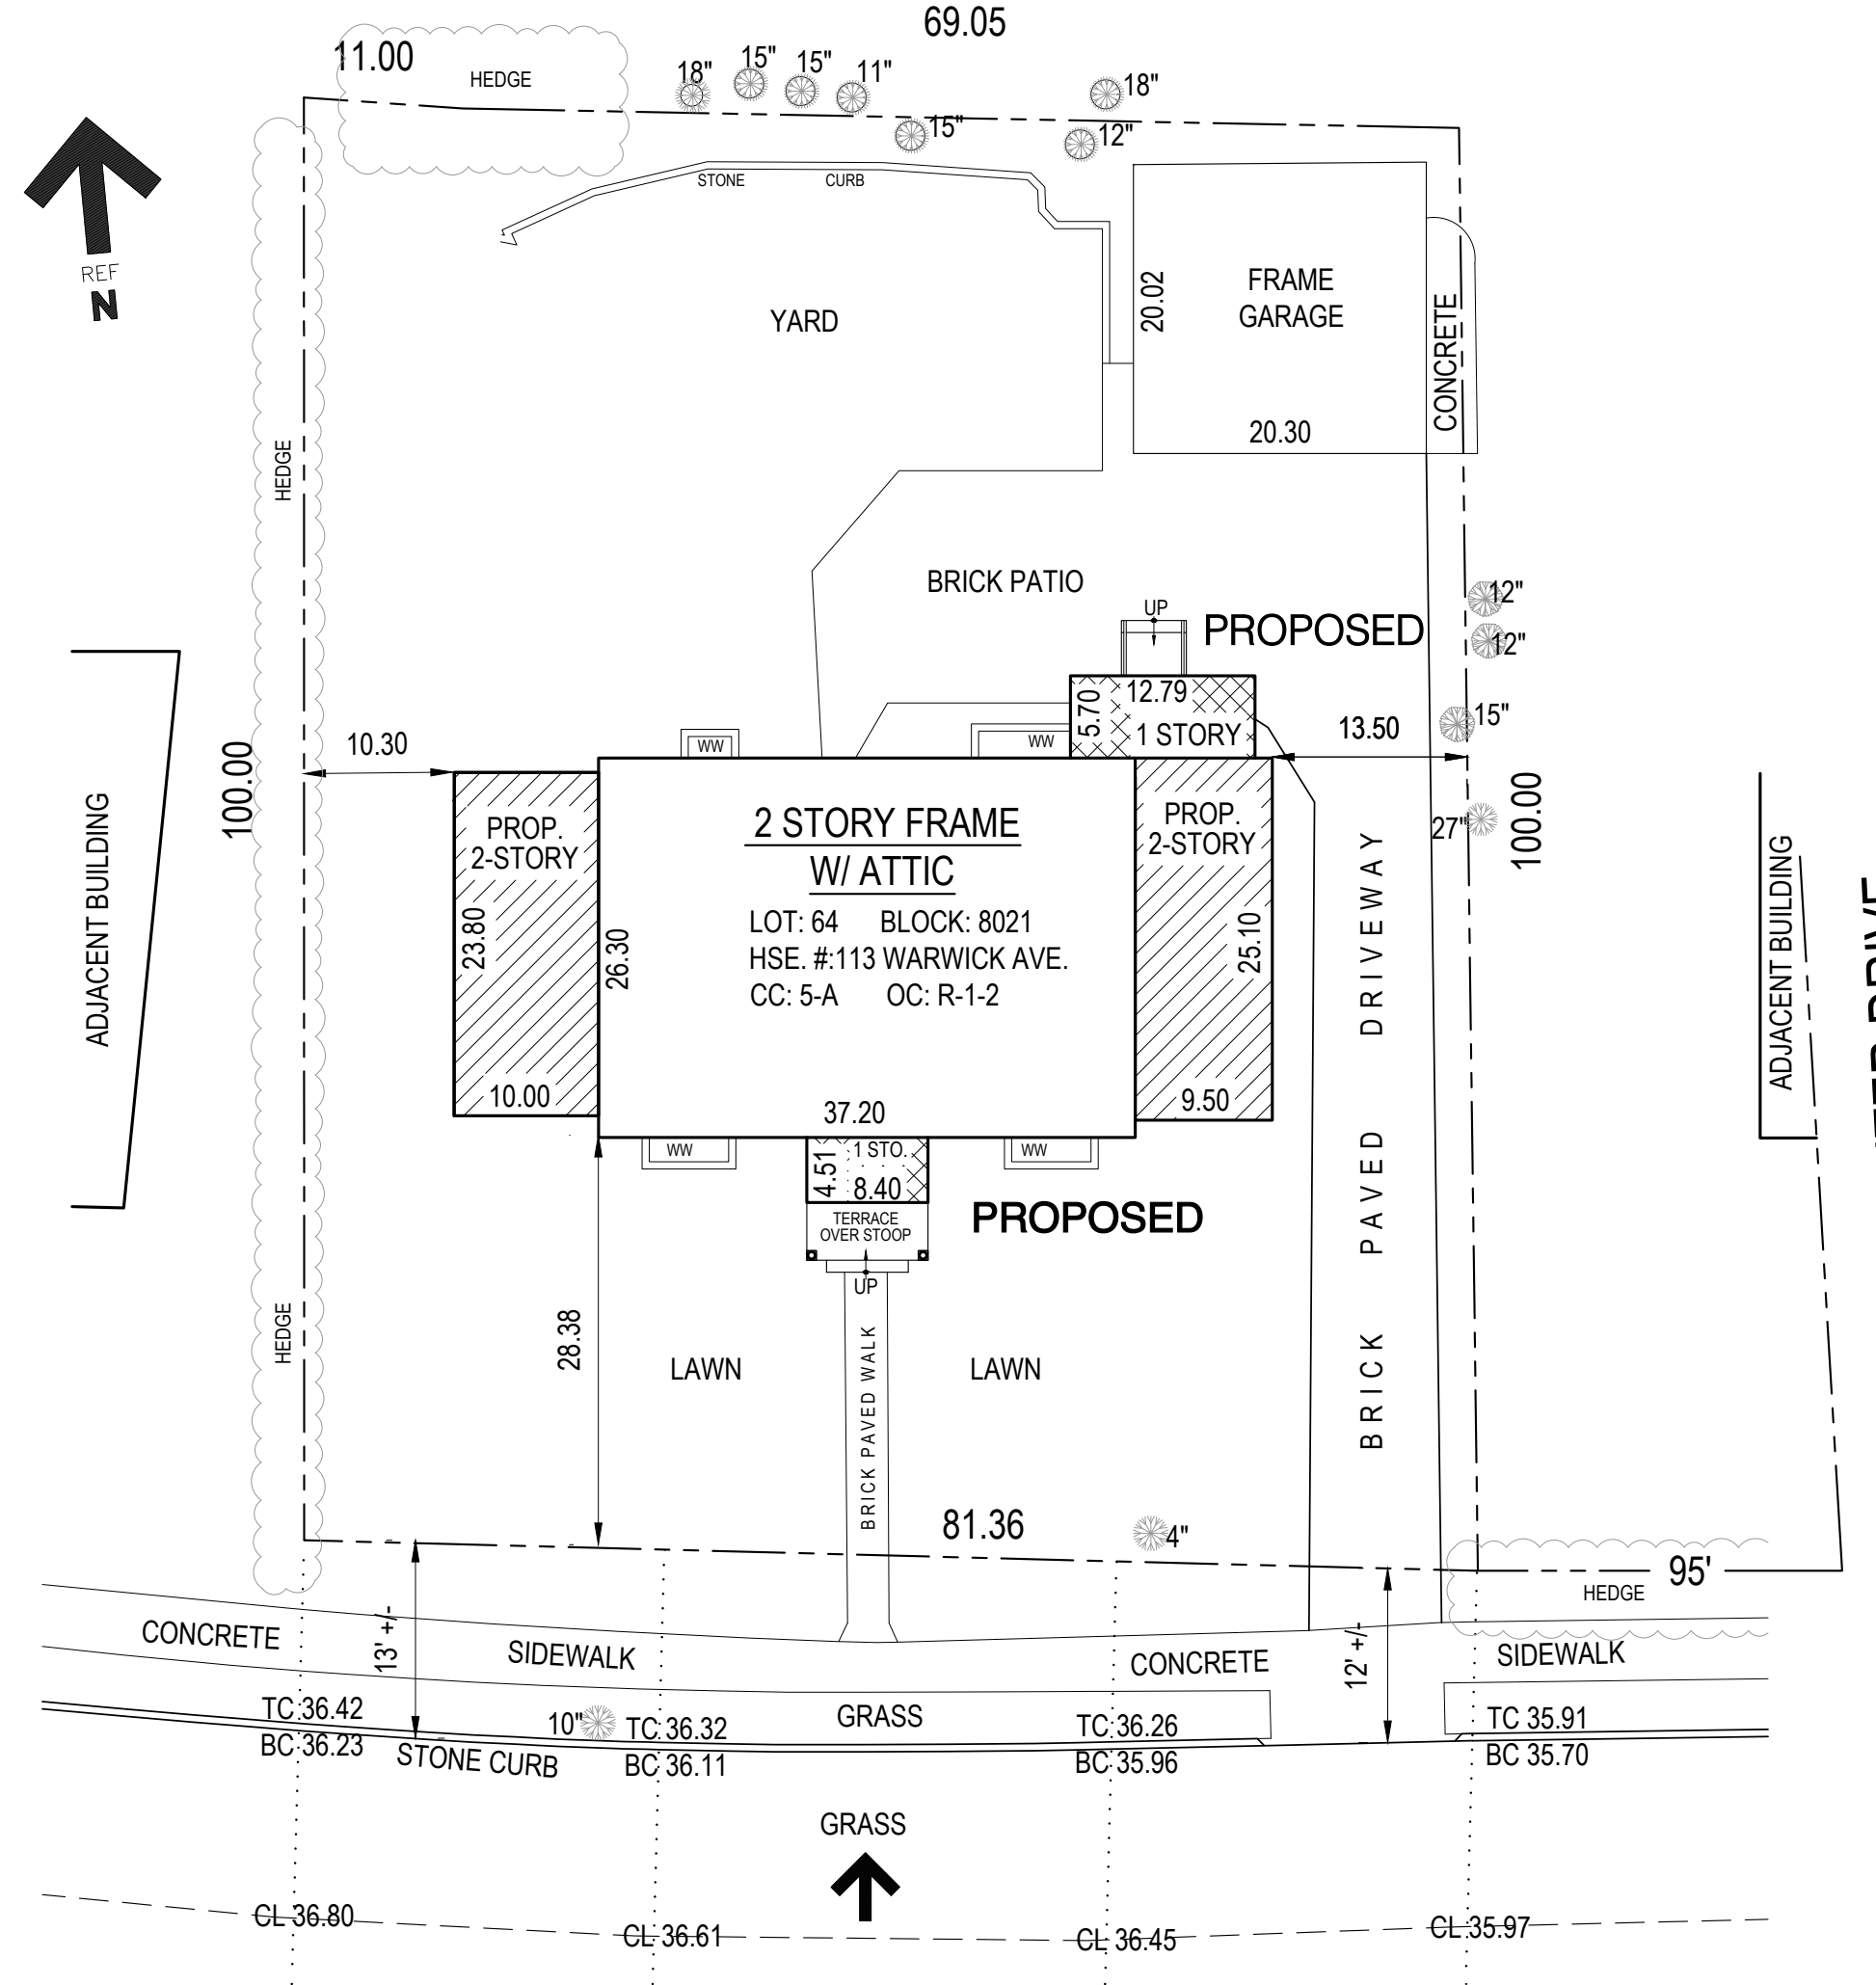 69.05
11.00
HEDGE
18"
15"
15"
11"
18"
15"
12"
STONE CURB
REF
N
YARD
20.02
FRAME
GARAGE
CONCRETE
20.30
HEDGE
BRICK PATIO
UP
PROPOSED
12"
12"
5.70
12.79
1 STORY
15"
13.50
10.30
WW
WW
100.00
100.00
27"
ADJACENT BUILDING
ADJACENT BUILDING
PROP.
2-STORY
2 STORY FRAME
W/ ATTIC
PROP.
2-STORY
LOT: 64 BLOCK: 8021
HSE. #:113 WARWICK AVE.
CC: 5-A OC: R-1-2
23.80
26.30
25.10
10.00
37.20
9.50
BRICK PAVED DRIVEWAY
DRIVE
WW
WW
4.51
1 STO.
8.40
TERRACE
OVER STOOP
UP
PROPOSED
HEDGE
28.38
LAWN
LAWN
BRICK PAVED WALK
81.36
4"
95'
HEDGE
CONCRETE
SIDEWALK
CONCRETE
SIDEWALK
13' +/-
12' +/-
TC 36.42
BC 36.23
10"
TC 36.32
BC 36.11
GRASS
TC 36.26
BC 35.96
TC 35.91
BC 35.70
STONE CURB
GRASS
CL 36.80
CL 36.61
CL 36.45
CL 35.97